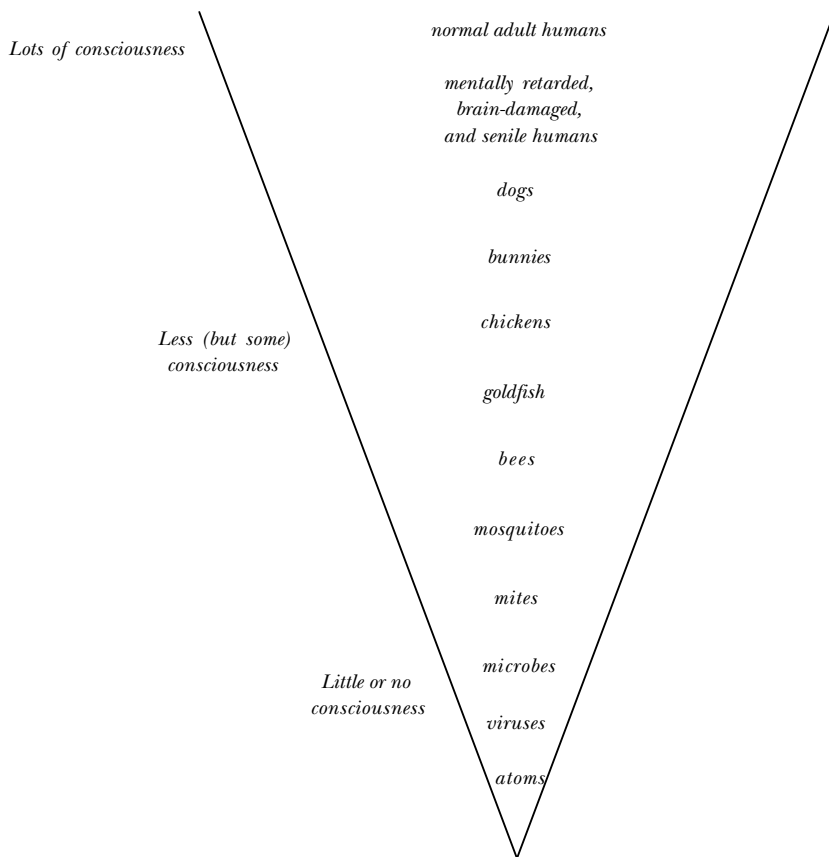 normal adult humans
Lots of consciousness
mentally retarded,
brain-damaged,
and senile humans
dogs
bunnies
chickens
Less (but some)
consciousness
goldfish
bees
mosquitoes
mites
microbes
Little or no
consciousness
viruses
atoms